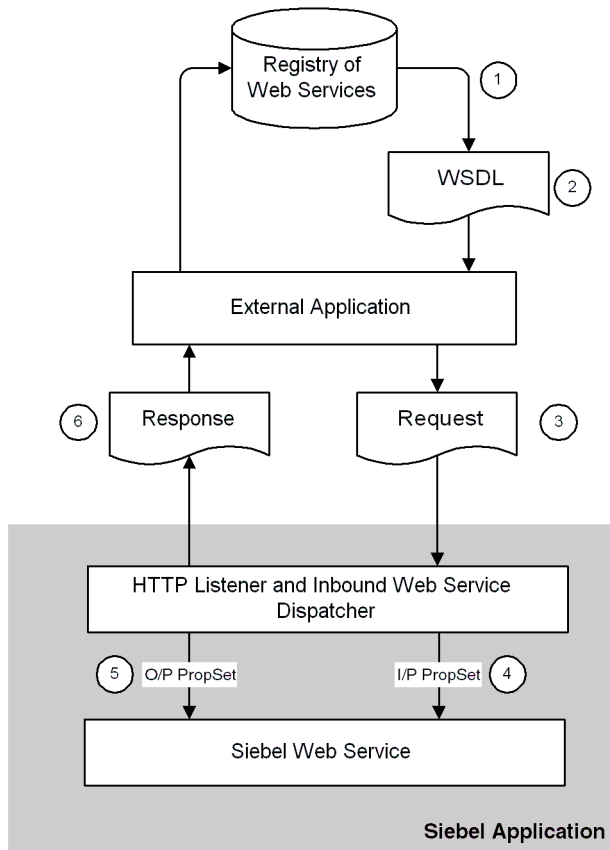 Registry of
Web Services
1
WSDL
2
External Application
6
Response
Request
3
HTTP Listener and Inbound Web Service
Dispatcher
5
O/P PropSet
I/P PropSet
4
Siebel Web Service
Siebel Application